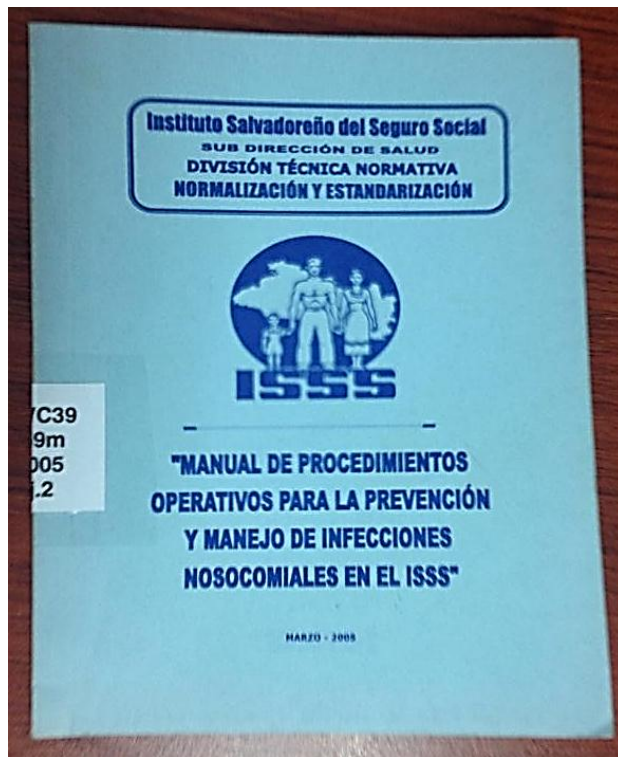 Instituto Salvadoreño del Seguro Social
SUB DIRECCIÓN DE SALUD
DIVISIÓN TÉCNICA NORMATIVA
NORMALIZACIÓN Y ESTANDARIZACIÓN
ISSS
C39
9m
005
.2
"MANUAL DE PROCEDIMIENTOS
OPERATIVOS PARA LA PREVENCIÓN
Y MANEJO DE INFECCIONES
NOSOCOMIALES EN EL ISSS"
MARZO - 2005